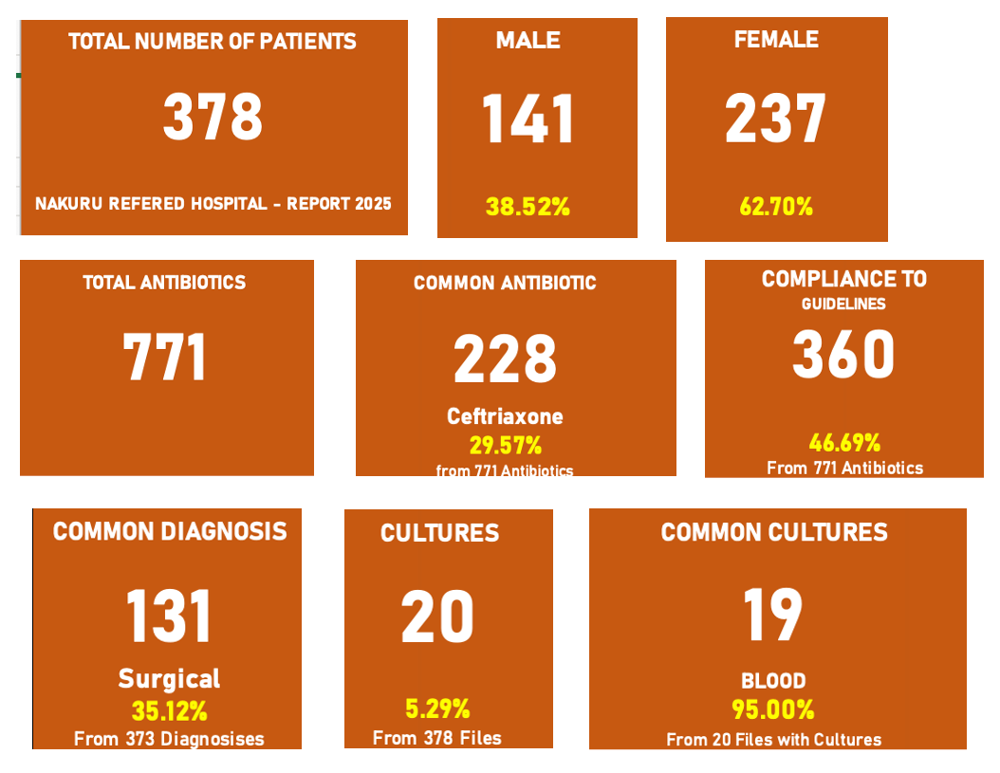 TOTAL NUMBER OF PATIENTS
378
NAKURU REFERED HOSPITAL - REPORT 2025
MALE
141
38.52%
FEMALE
237
62.70%
TOTAL ANTIBIOTICS
771
COMMON ANTIBIOTIC
228
Ceftriaxone
29.57%
from 771 Antibiotics
COMPLIANCE TO
GUIDELINES
360
46.69%
From 771 Antibiotics
COMMON DIAGNOSIS
131
Surgical
35.12%
From 373 Diagnosises
CULTURES
20
5.29%
From 378 Files
COMMON CULTURES
19
BLOOD
95.00%
From 20 Files with Cultures